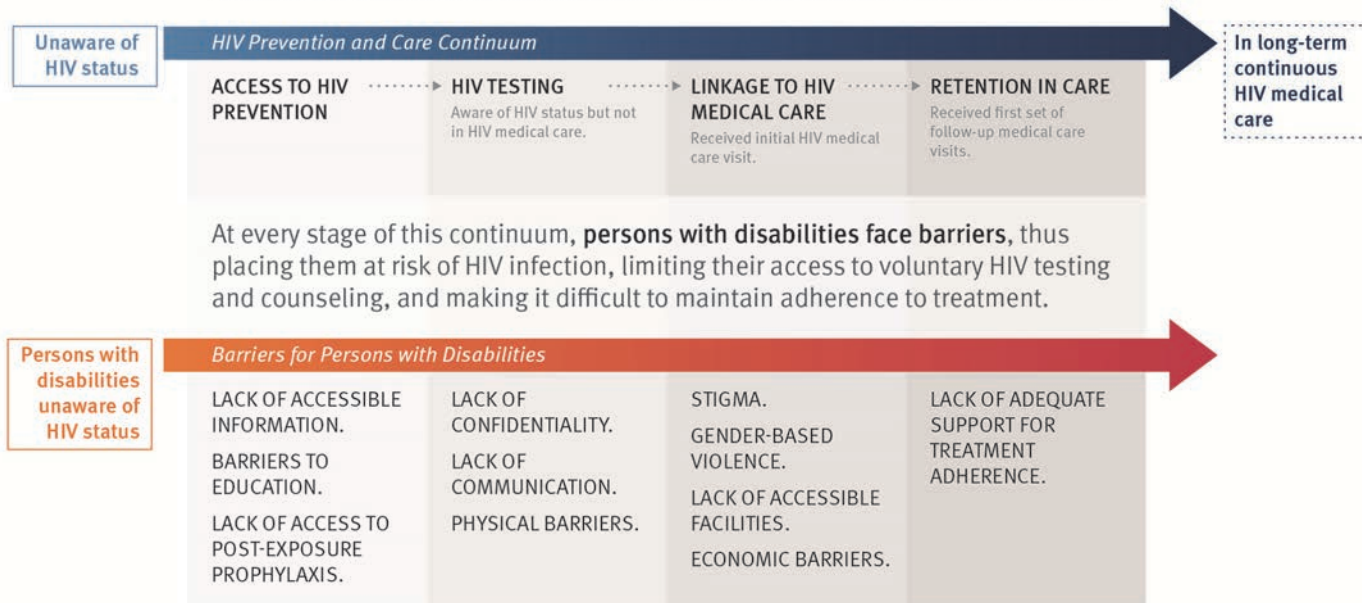 Unaware of
HIV status
HIV Prevention and Care Continuum
In long-term
continuous
HIV medical
care
ACCESS TO HIV
PREVENTION
HIV TESTING
Aware of HIV status but not
in HIV medical care.
LINKAGE TO HIV
MEDICAL CARE
Received initial HIV medical
care visit.
RETENTION IN CARE
Received first set of
follow-up medical care
visits.
At every stage of this continuum, persons with disabilities face barriers, thus
placing them at risk of HIV infection, limiting their access to voluntary HIV testing
and counseling, and making it difficult to maintain adherence to treatment.
Persons with
disabilities
unaware of
HIV status
Barriers for Persons with Disabilities
LACK OF ACCESSIBLE
INFORMATION.
BARRIERS TO
EDUCATION.
LACK OF ACCESS TO
POST-EXPOSURE
PROPHYLAXIS.
LACK OF
CONFIDENTIALITY.
LACK OF
COMMUNICATION.
PHYSICAL BARRIERS.
STIGMA.
GENDER-BASED
VIOLENCE.
LACK OF ACCESSIBLE
FACILITIES.
ECONOMIC BARRIERS.
LACK OF ADEQUATE
SUPPORT FOR
TREATMENT
ADHERENCE.